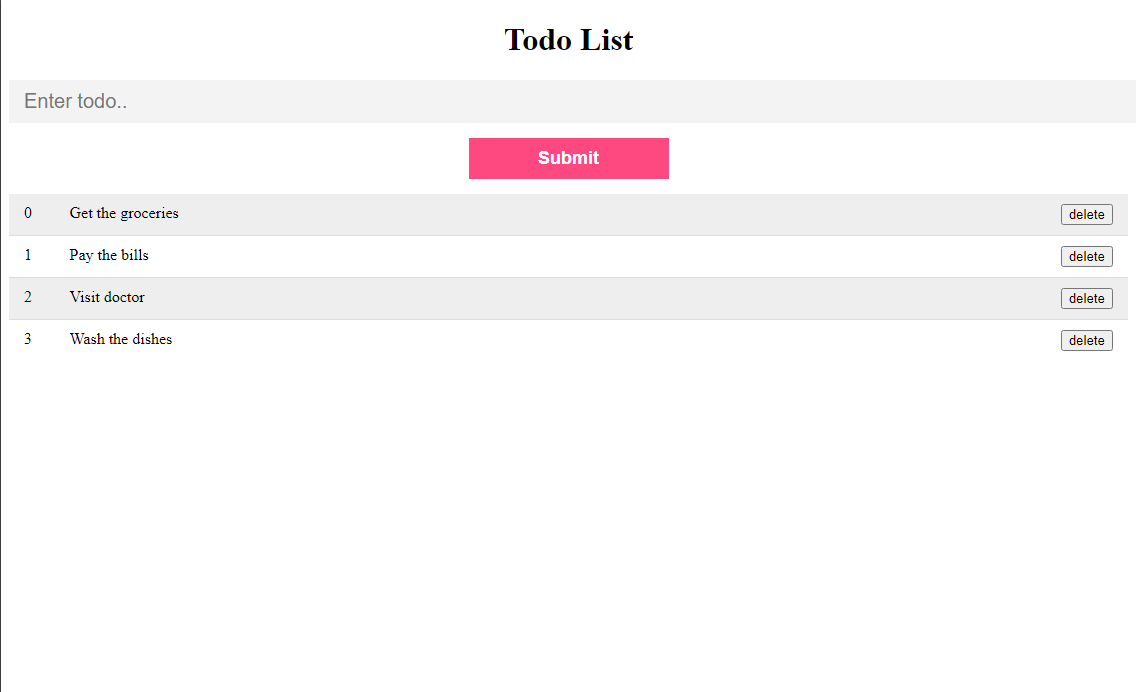 Todo List
Enter todo..
Submit
0 Get the groceries delete
1 Pay the bills delete
2 Visit doctor delete
3 Wash the dishes delete